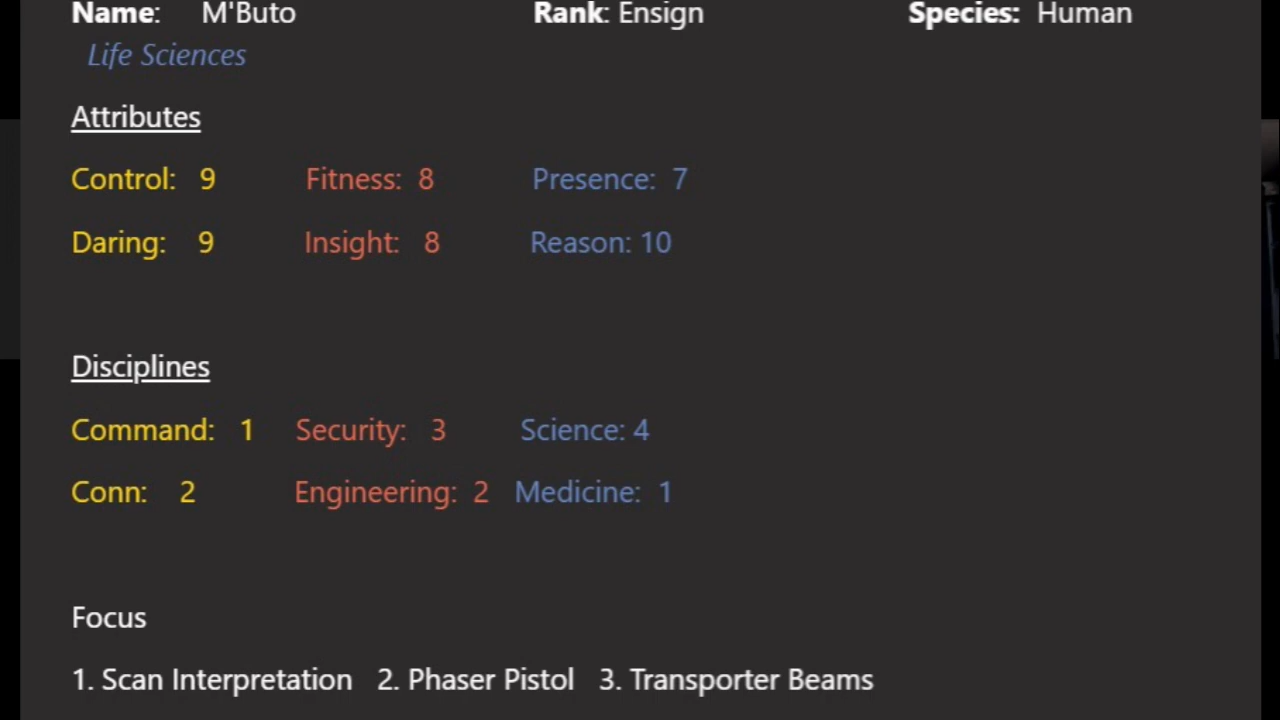 Name: M'Buto Rank: Ensign Species: Human
Life Sciences
Attributes
Control: 9 Fitness: 8 Presence: 7
Daring: 9 Insight: 8 Reason: 10
Disciplines
Command: 1 Security: 3 Science: 4
Conn: 2 Engineering: 2 Medicine: 1
Focus
1. Scan Interpretation 2. Phaser Pistol 3. Transporter Beams